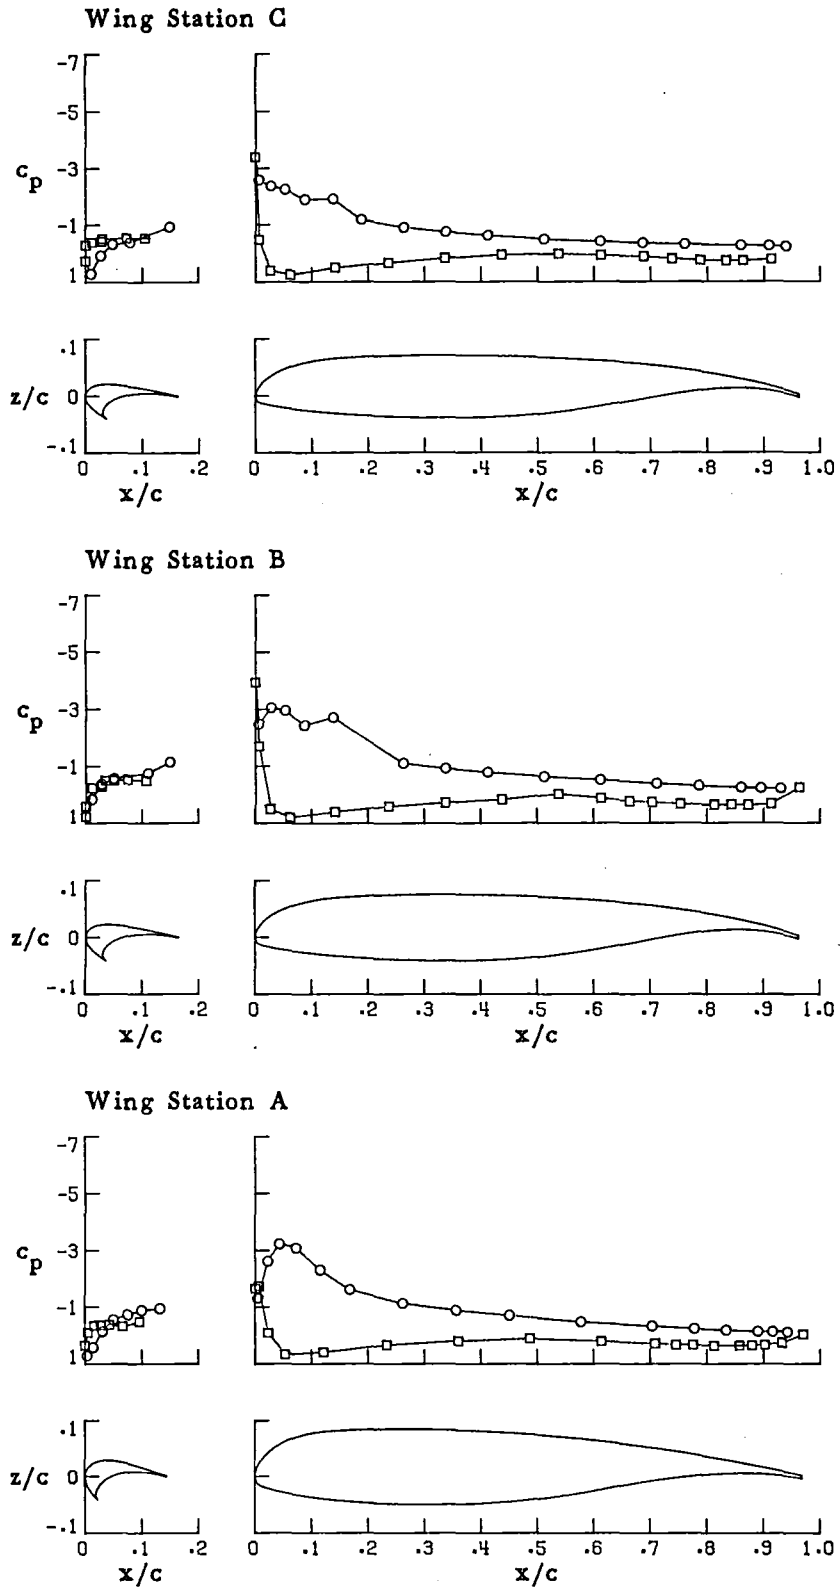 Wing Station C
-7
-5
-3
-1
1
c_p
.1
0
-.1
z/c
0 .1 .2
x/c
0 .1 .2 .3 .4 .5 .6 .7 .8 .9 1.0
x/c
Wing Station B
-7
-5
-3
-1
1
c_p
.1
0
-.1
z/c
0 .1 .2
x/c
0 .1 .2 .3 .4 .5 .6 .7 .8 .9 1.0
x/c
Wing Station A
-7
-5
-3
-1
1
c_p
.1
0
-.1
z/c
0 .1 .2
x/c
0 .1 .2 .3 .4 .5 .6 .7 .8 .9 1.0
x/c